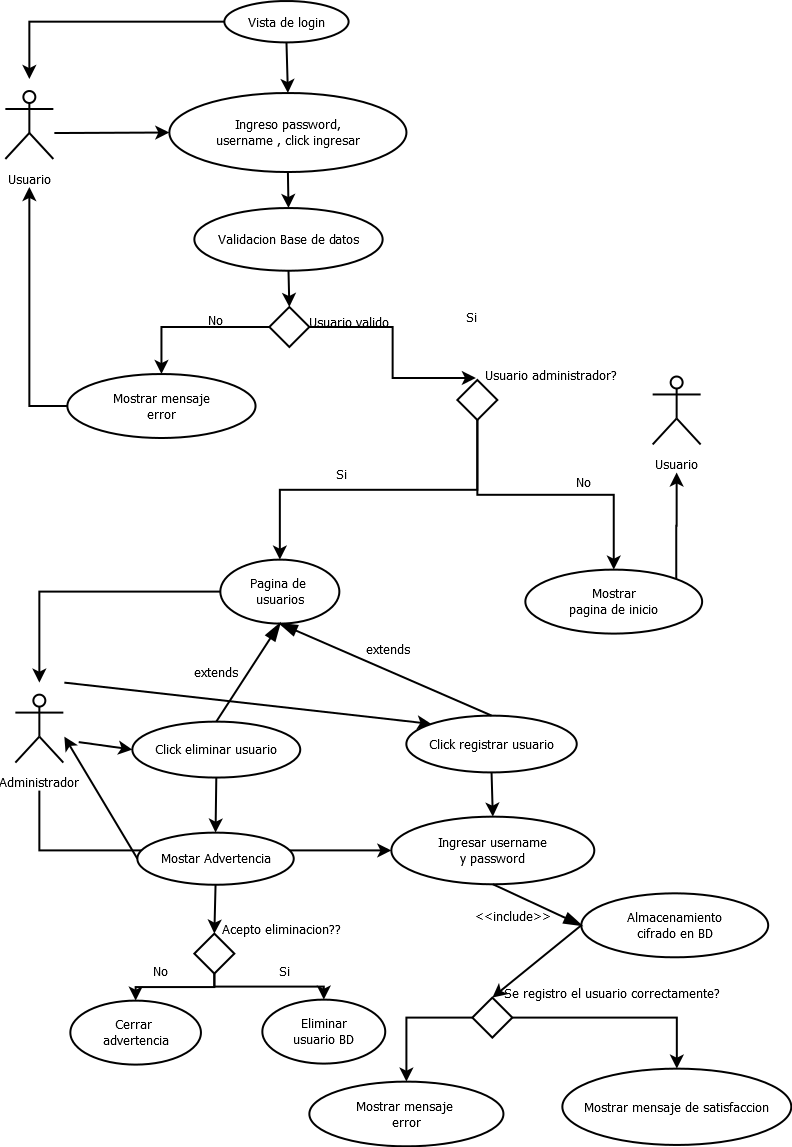 Vista de login
Ingreso password,
username , click ingresar
Usuario
Validacion Base de datos
No
Usuario valido
Si
Usuario administrador?
Mostrar mensaje
error
Usuario
Si
No
Pagina de
usuarios
Mostrar
pagina de inicio
extends
extends
Click eliminar usuario
Click registrar usuario
Administrador
Mostar Advertencia
Ingresar username
y password
<<include>>
Almacenamiento
cifrado en BD
Acepto eliminacion??
No
Si
Se registro el usuario correctamente?
Cerrar
advertencia
Eliminar
usuario BD
Mostrar mensaje
error
Mostrar mensaje de satisfaccion